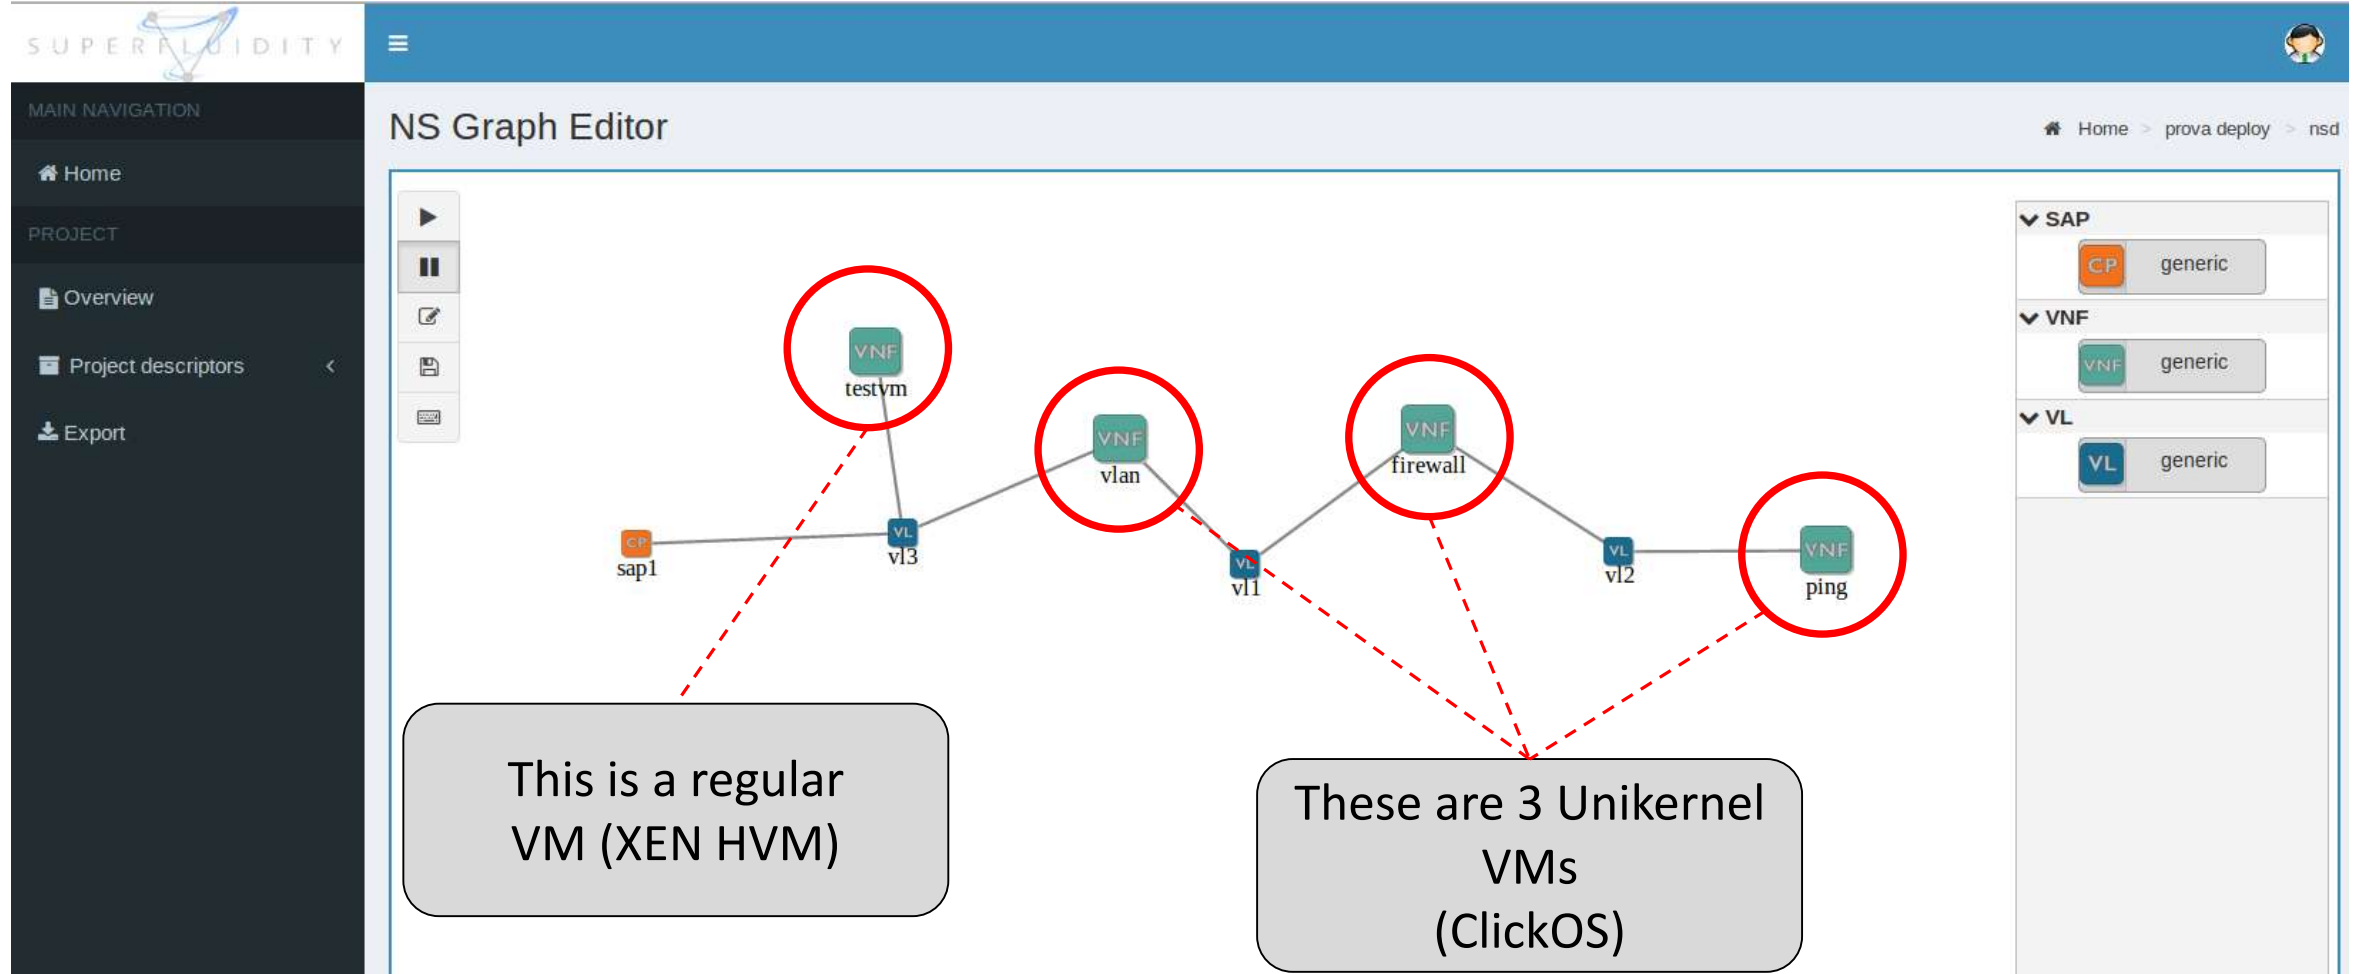 SUPERFLUIDITY
MAIN NAVIGATION
Home
PROJECT
Overview
Project descriptors
Export
NS Graph Editor
Home > prova deploy > nsd
VNF
testvm
VNF
vlan
VNF
firewall
CP
sap1
VL
vl3
VL
vl1
VL
vl2
VNF
ping
SAP
CP generic
VNF
VNF generic
VL
VL generic
This is a regular
VM (XEN HVM)
These are 3 Unikernel
VMs
(ClickOS)